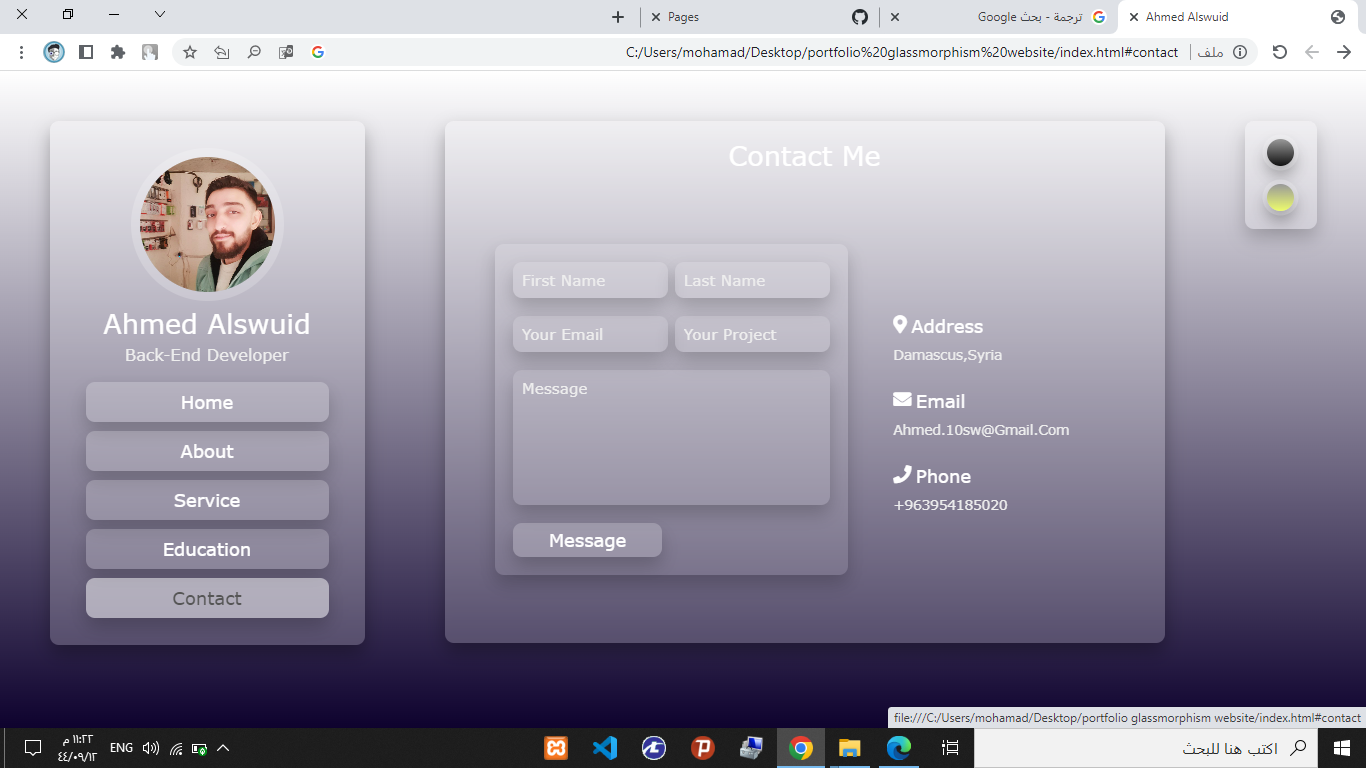 Pages
ترجمة - بحث Google
Ahmed Alswuid
C:/Users/mohamad/Desktop/portfolio%20glassmorphism%20website/index.html#contact
ملف
Ahmed Alswuid
Back-End Developer
Home
About
Service
Education
Contact
Contact Me
First Name
Last Name
Your Email
Your Project
Message
Message
Address
Damascus,Syria
Email
Ahmed.10sw@Gmail.Com
Phone
+963954185020
file:///C:/Users/mohamad/Desktop/portfolio glassmorphism website/index.html#contact
١١:٢٢ م
٤٤/٠٩/١٢
ENG
اكتب هنا للبحث